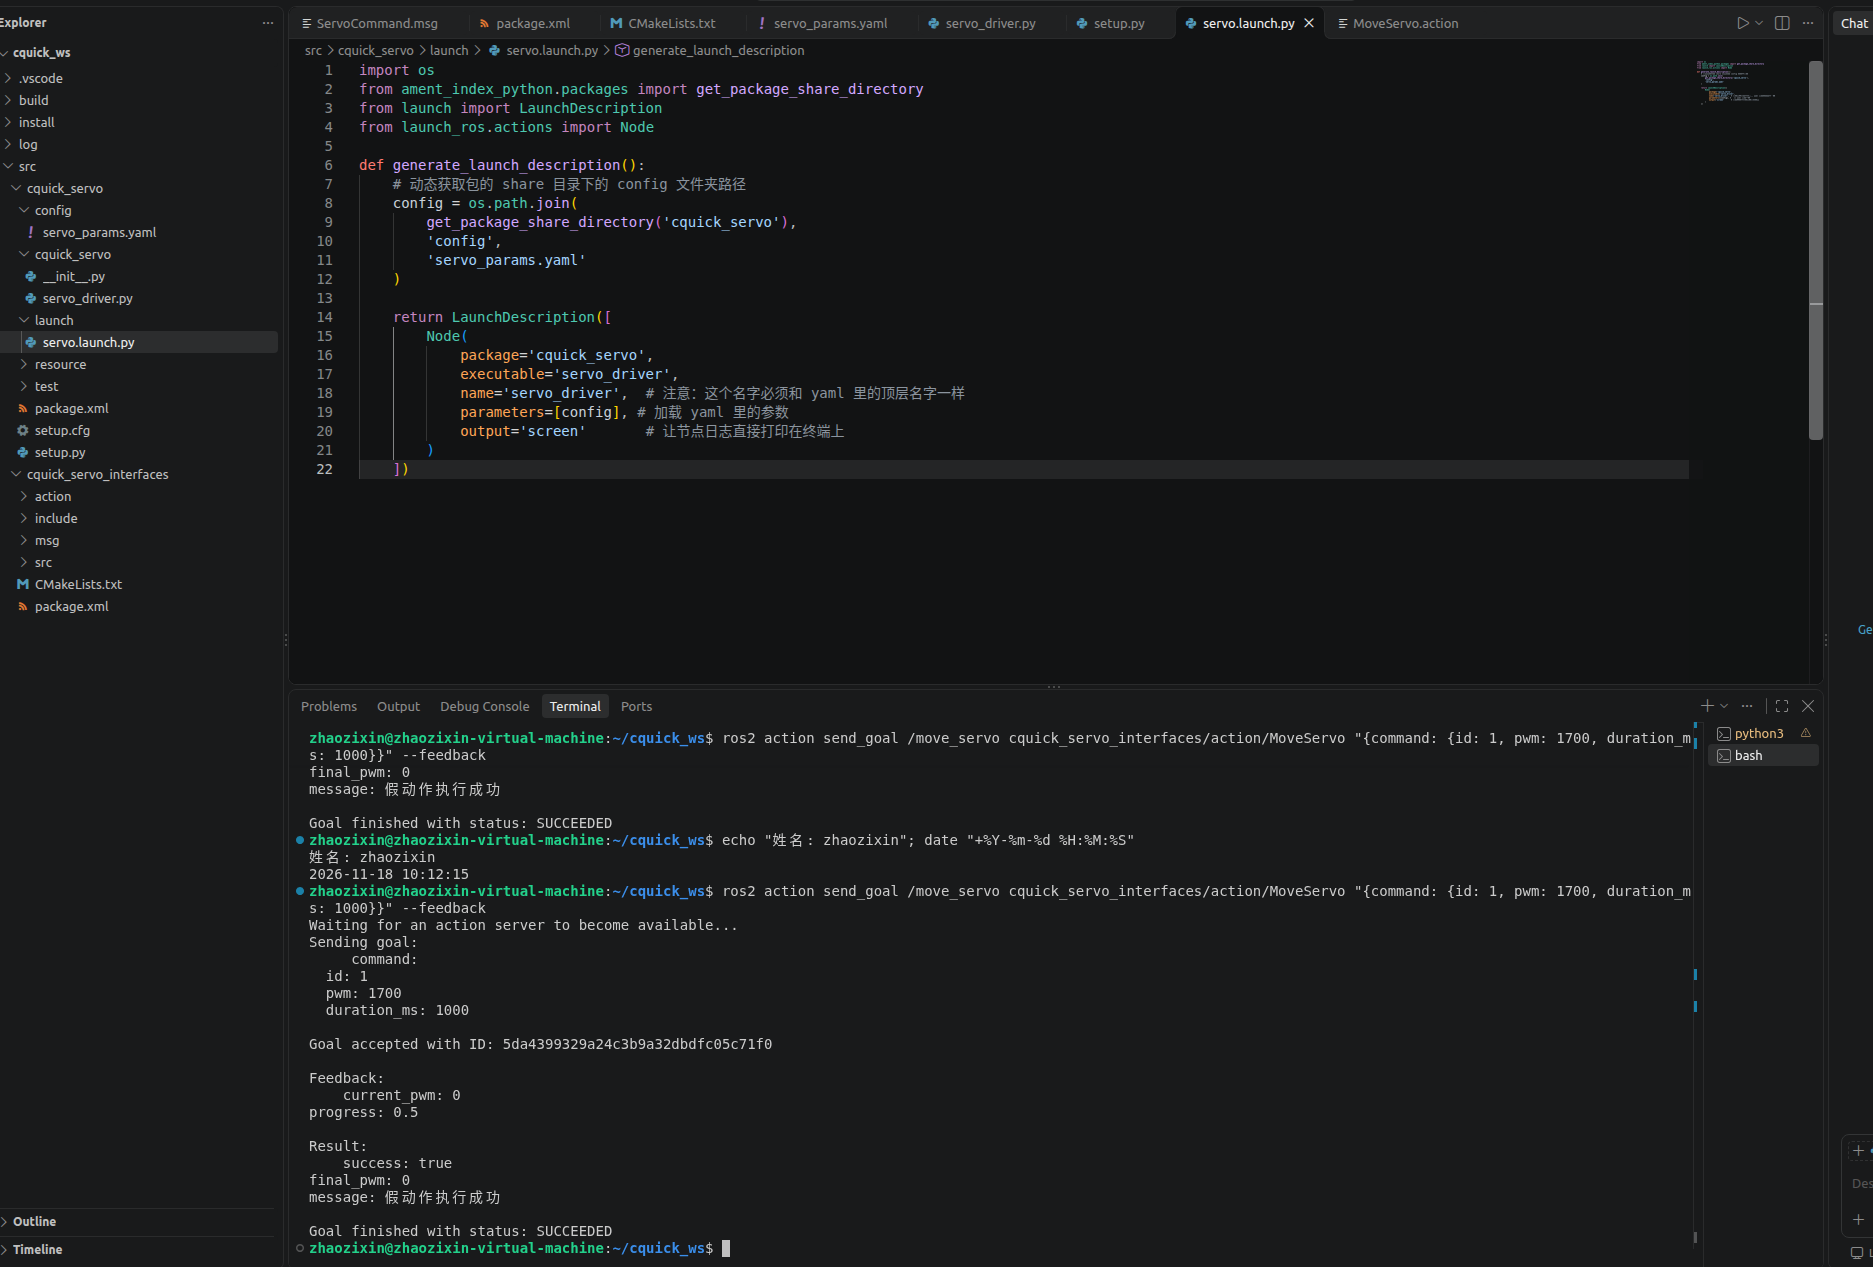 Explorer
cquick_ws
.vscode
build
install
log
src
cquick_servo
config
servo_params.yaml
cquick_servo
__init__.py
servo_driver.py
launch
servo.launch.py
resource
test
package.xml
setup.cfg
setup.py
cquick_servo_interfaces
action
include
msg
src
CMakeLists.txt
package.xml
Outline
Timeline
ServoCommand.msg package.xml CMakeLists.txt servo_params.yaml servo_driver.py setup.py servo.launch.py MoveServo.action
src > cquick_servo > launch > servo.launch.py > generate_launch_description
1 import os
2 from ament_index_python.packages import get_package_share_directory
3 from launch import LaunchDescription
4 from launch_ros.actions import Node
5
6 def generate_launch_description():
7 # 动态获取包的 share 目录下的 config 文件夹路径
8 config = os.path.join(
9 get_package_share_directory('cquick_servo'),
10 'config',
11 'servo_params.yaml'
12 )
13
14 return LaunchDescription([
15 Node(
16 package='cquick_servo',
17 executable='servo_driver',
18 name='servo_driver', # 注意：这个名字必须和 yaml 里的顶层名字一样
19 parameters=[config], # 加载 yaml 里的参数
20 output='screen' # 让节点日志直接打印在终端上
21 )
22 ])
Problems Output Debug Console Terminal Ports
zhaozixin@zhaozixin-virtual-machine:~/cquick_ws$ ros2 action send_goal /move_servo cquick_servo_interfaces/action/MoveServo "{command: {id: 1, pwm: 1700, duration_m
s: 1000}}" --feedback
final_pwm: 0
message: 假动作执行成功
Goal finished with status: SUCCEEDED
zhaozixin@zhaozixin-virtual-machine:~/cquick_ws$ echo "姓名: zhaozixin"; date "+%Y-%m-%d %H:%M:%S"
姓名: zhaozixin
2026-11-18 10:12:15
zhaozixin@zhaozixin-virtual-machine:~/cquick_ws$ ros2 action send_goal /move_servo cquick_servo_interfaces/action/MoveServo "{command: {id: 1, pwm: 1700, duration_m
s: 1000}}" --feedback
Waiting for an action server to become available...
Sending goal:
command:
id: 1
pwm: 1700
duration_ms: 1000
Goal accepted with ID: 5da4399329a24c3b9a32dbdfc05c71f0
Feedback:
current_pwm: 0
progress: 0.5
Result:
success: true
final_pwm: 0
message: 假动作执行成功
Goal finished with status: SUCCEEDED
zhaozixin@zhaozixin-virtual-machine:~/cquick_ws$
python3
bash
Chat
Ge
Des